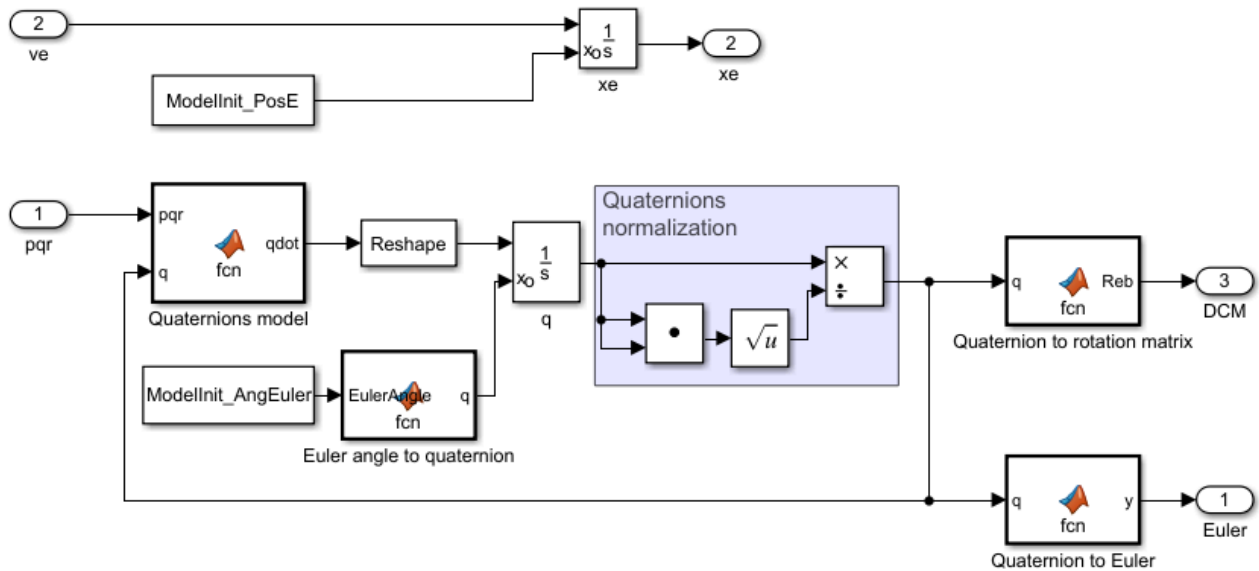 2
ve
ModelInit_PosE
xo
1
s
xe
2
xe
1
pqr
pqr
q
fcn
qdot
Quaternions model
Reshape
xo
1
s
q
Quaternions
normalization
×
÷
√u
q
fcn
Reb
Quaternion to rotation matrix
3
DCM
ModelInit_AngEuler
EulerAngle
fcn
q
Euler angle to quaternion
q
fcn
y
Quaternion to Euler
1
Euler